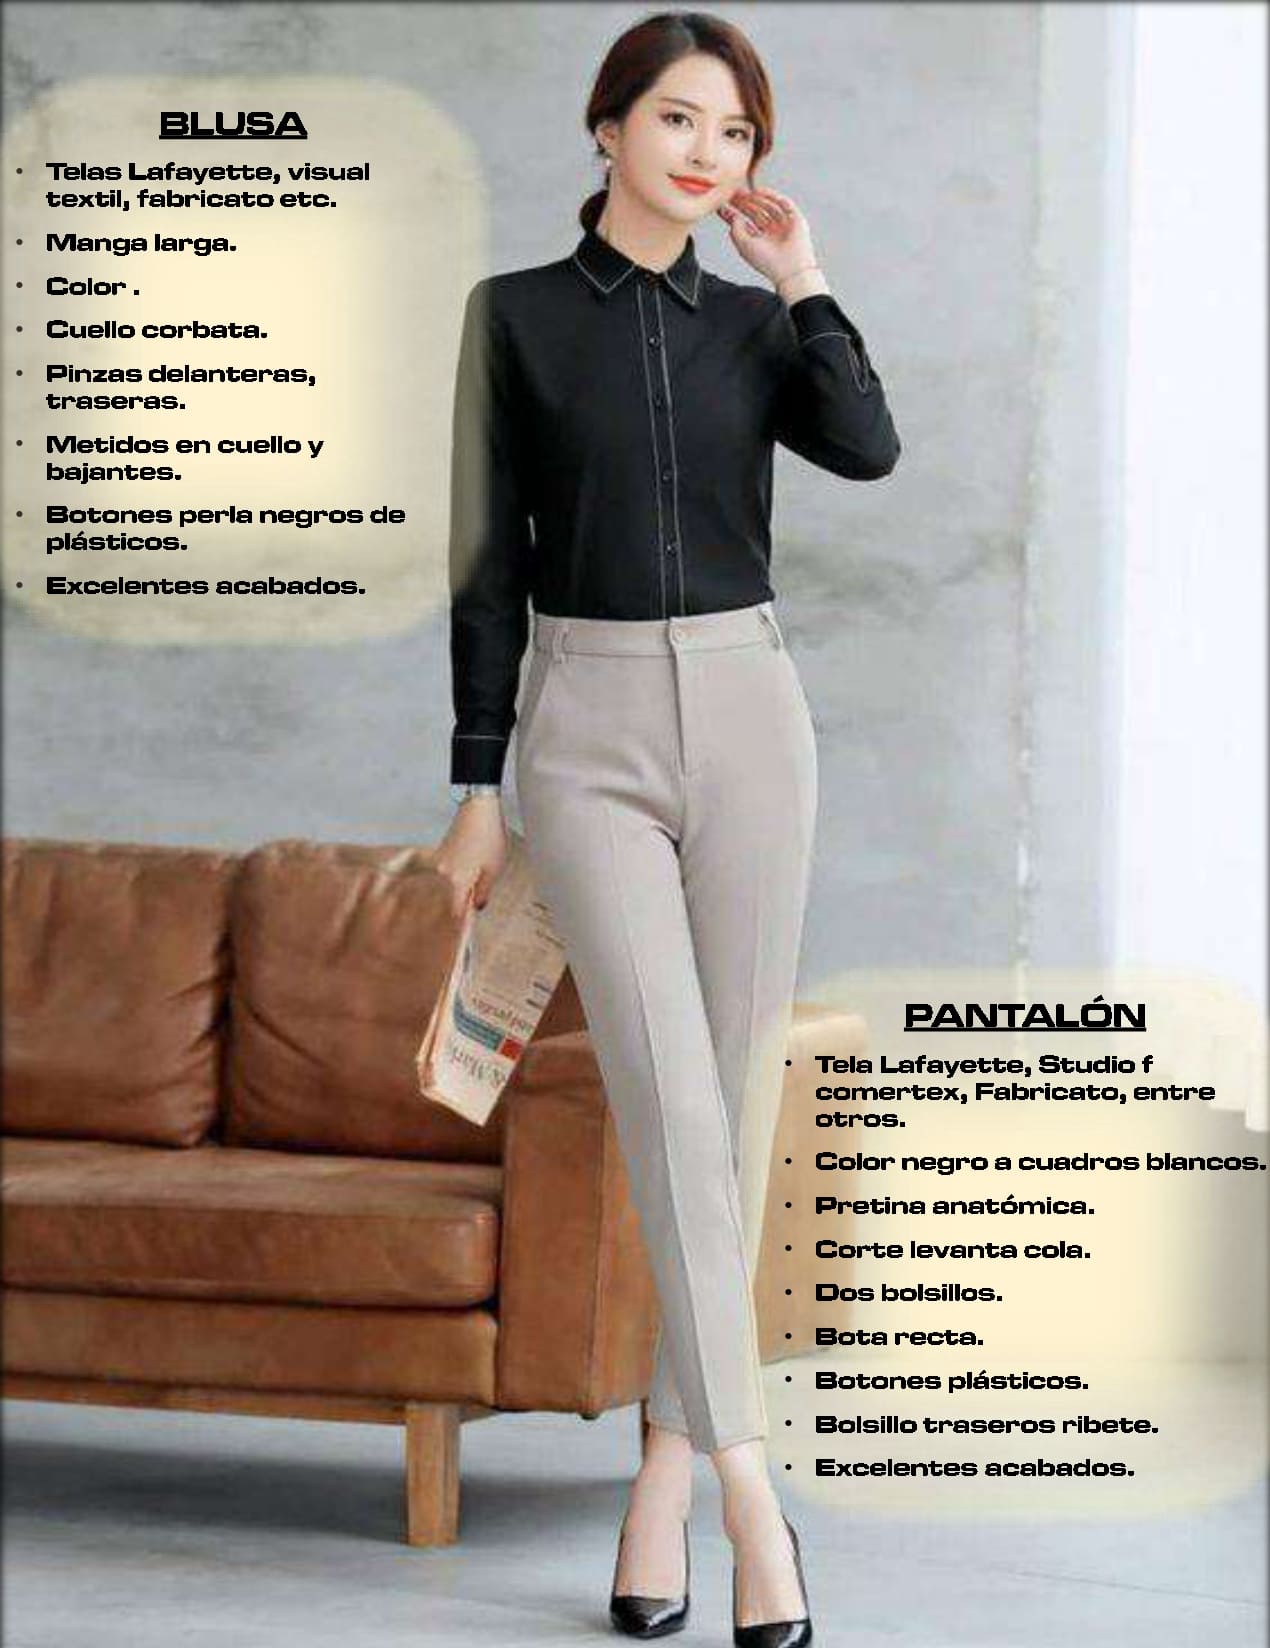 BLUSA
• Telas Lafayette, visual
textil, fabricato etc.
• Manga larga.
• Color .
• Cuello corbata.
• Pinzas delanteras,
traseras.
• Metidos en cuello y
bajantes.
• Botones perla negros de
plásticos.
• Excelentes acabados.
& Mark
PANTALÓN
• Tela Lafayette, Studio f
comertex, Fabricato, entre
otros.
• Color negro a cuadros blancos.
• Pretina anatómica.
• Corte levanta cola.
• Dos bolsillos.
• Bota recta.
• Botones plásticos.
• Bolsillo traseros ribete.
• Excelentes acabados.